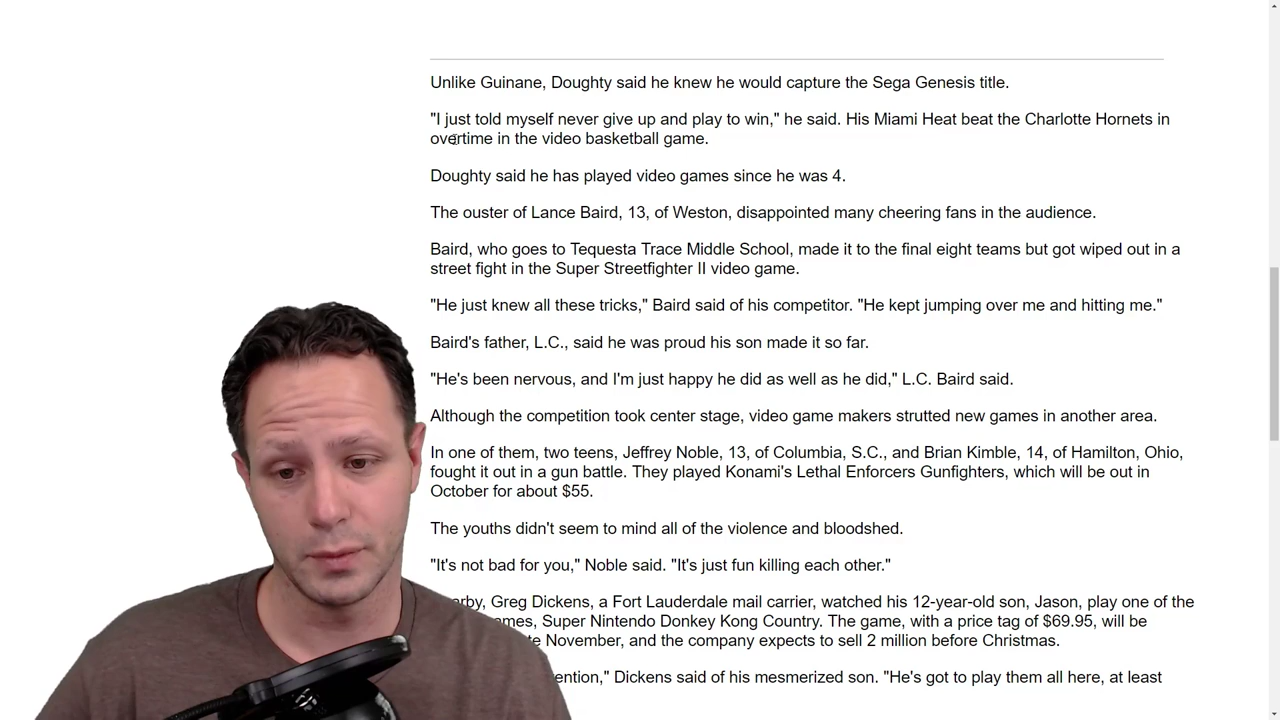 Unlike Guinane, Doughty said he knew he would capture the Sega Genesis title.
"I just told myself never give up and play to win," he said. His Miami Heat beat the Charlotte Hornets in
overtime in the video basketball game.
Doughty said he has played video games since he was 4.
The ouster of Lance Baird, 13, of Weston, disappointed many cheering fans in the audience.
Baird, who goes to Tequesta Trace Middle School, made it to the final eight teams but got wiped out in a
street fight in the Super Streetfighter II video game.
"He just knew all these tricks," Baird said of his competitor. "He kept jumping over me and hitting me."
Baird's father, L.C., said he was proud his son made it so far.
"He's been nervous, and I'm just happy he did as well as he did," L.C. Baird said.
Although the competition took center stage, video game makers strutted new games in another area.
In one of them, two teens, Jeffrey Noble, 13, of Columbia, S.C., and Brian Kimble, 14, of Hamilton, Ohio,
fought it out in a gun battle. They played Konami's Lethal Enforcers Gunfighters, which will be out in
October for about $55.
The youths didn't seem to mind all of the violence and bloodshed.
"It's not bad for you," Noble said. "It's just fun killing each other."
Greg Dickens, a Fort Lauderdale mail carrier, watched his 12-year-old son, Jason, play one of the
Super Nintendo Donkey Kong Country. The game, with a price tag of $69.95, will be
November, and the company expects to sell 2 million before Christmas.
Dickens said of his mesmerized son. "He's got to play them all here, at least